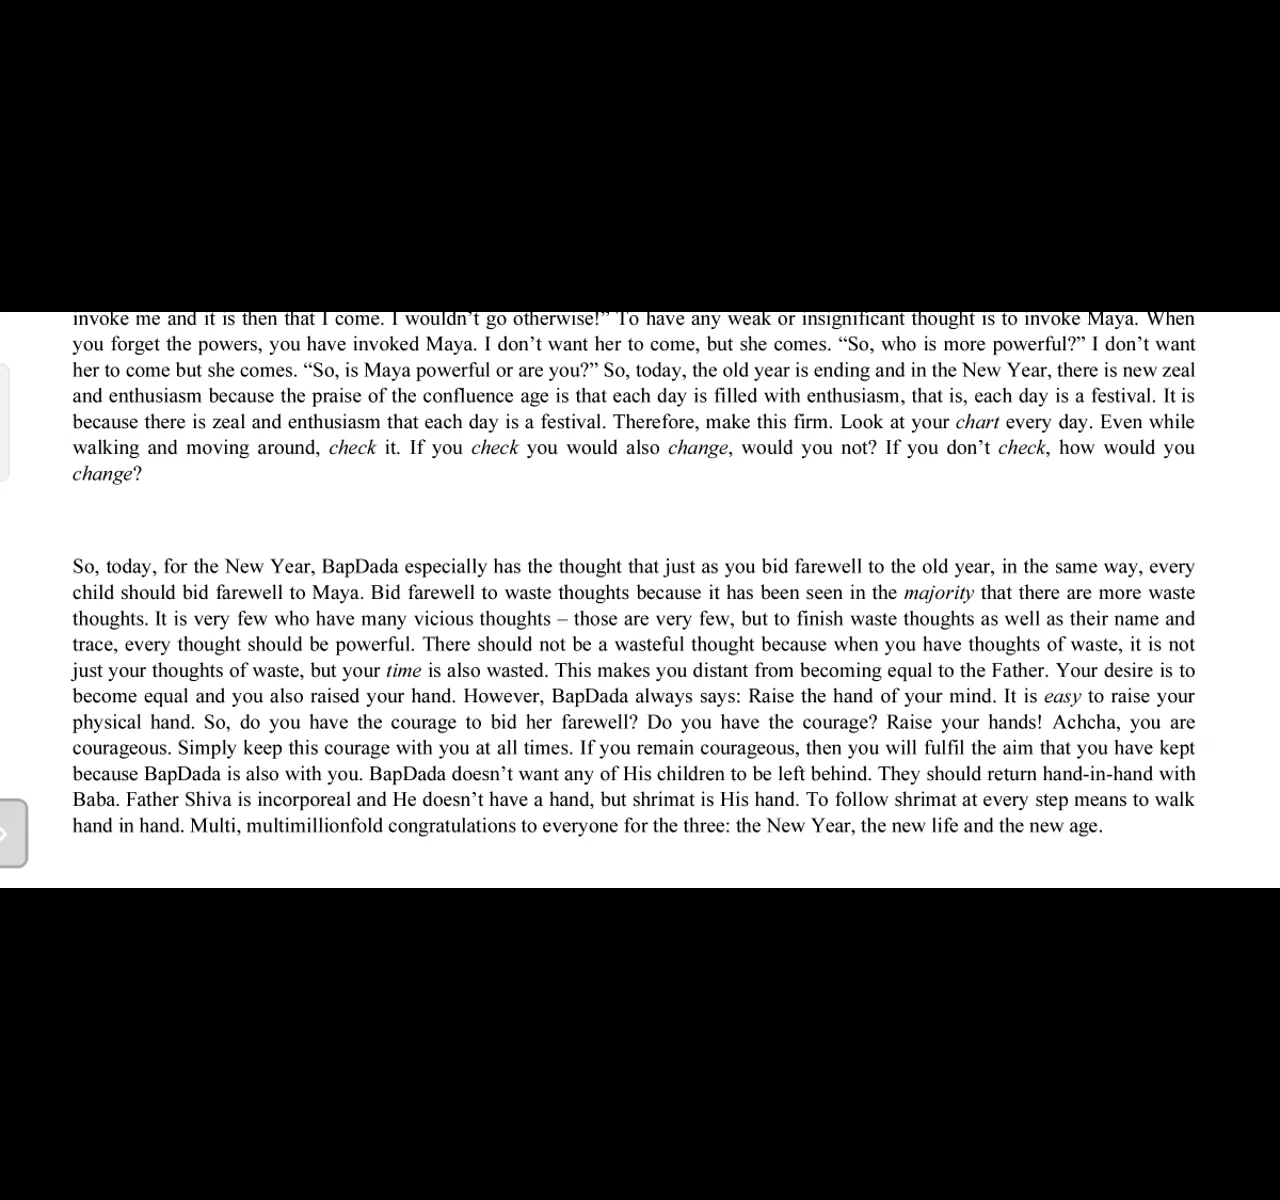 invoke me and it is then that I come. I wouldn’t go otherwise!” To have any weak or insignificant thought is to invoke Maya. When
you forget the powers, you have invoked Maya. I don’t want her to come, but she comes. “So, who is more powerful?” I don’t want
her to come but she comes. “So, is Maya powerful or are you?” So, today, the old year is ending and in the New Year, there is new zeal
and enthusiasm because the praise of the confluence age is that each day is filled with enthusiasm, that is, each day is a festival. It is
because there is zeal and enthusiasm that each day is a festival. Therefore, make this firm. Look at your chart every day. Even while
walking and moving around, check it. If you check you would also change, would you not? If you don’t check, how would you
change?
So, today, for the New Year, BapDada especially has the thought that just as you bid farewell to the old year, in the same way, every
child should bid farewell to Maya. Bid farewell to waste thoughts because it has been seen in the majority that there are more waste
thoughts. It is very few who have many vicious thoughts – those are very few, but to finish waste thoughts as well as their name and
trace, every thought should be powerful. There should not be a wasteful thought because when you have thoughts of waste, it is not
just your thoughts of waste, but your time is also wasted. This makes you distant from becoming equal to the Father. Your desire is to
become equal and you also raised your hand. However, BapDada always says: Raise the hand of your mind. It is easy to raise your
physical hand. So, do you have the courage to bid her farewell? Do you have the courage? Raise your hands! Achcha, you are
courageous. Simply keep this courage with you at all times. If you remain courageous, then you will fulfil the aim that you have kept
because BapDada is also with you. BapDada doesn’t want any of His children to be left behind. They should return hand-in-hand with
Baba. Father Shiva is incorporeal and He doesn’t have a hand, but shrimat is His hand. To follow shrimat at every step means to walk
hand in hand. Multi, multimillionfold congratulations to everyone for the three: the New Year, the new life and the new age.